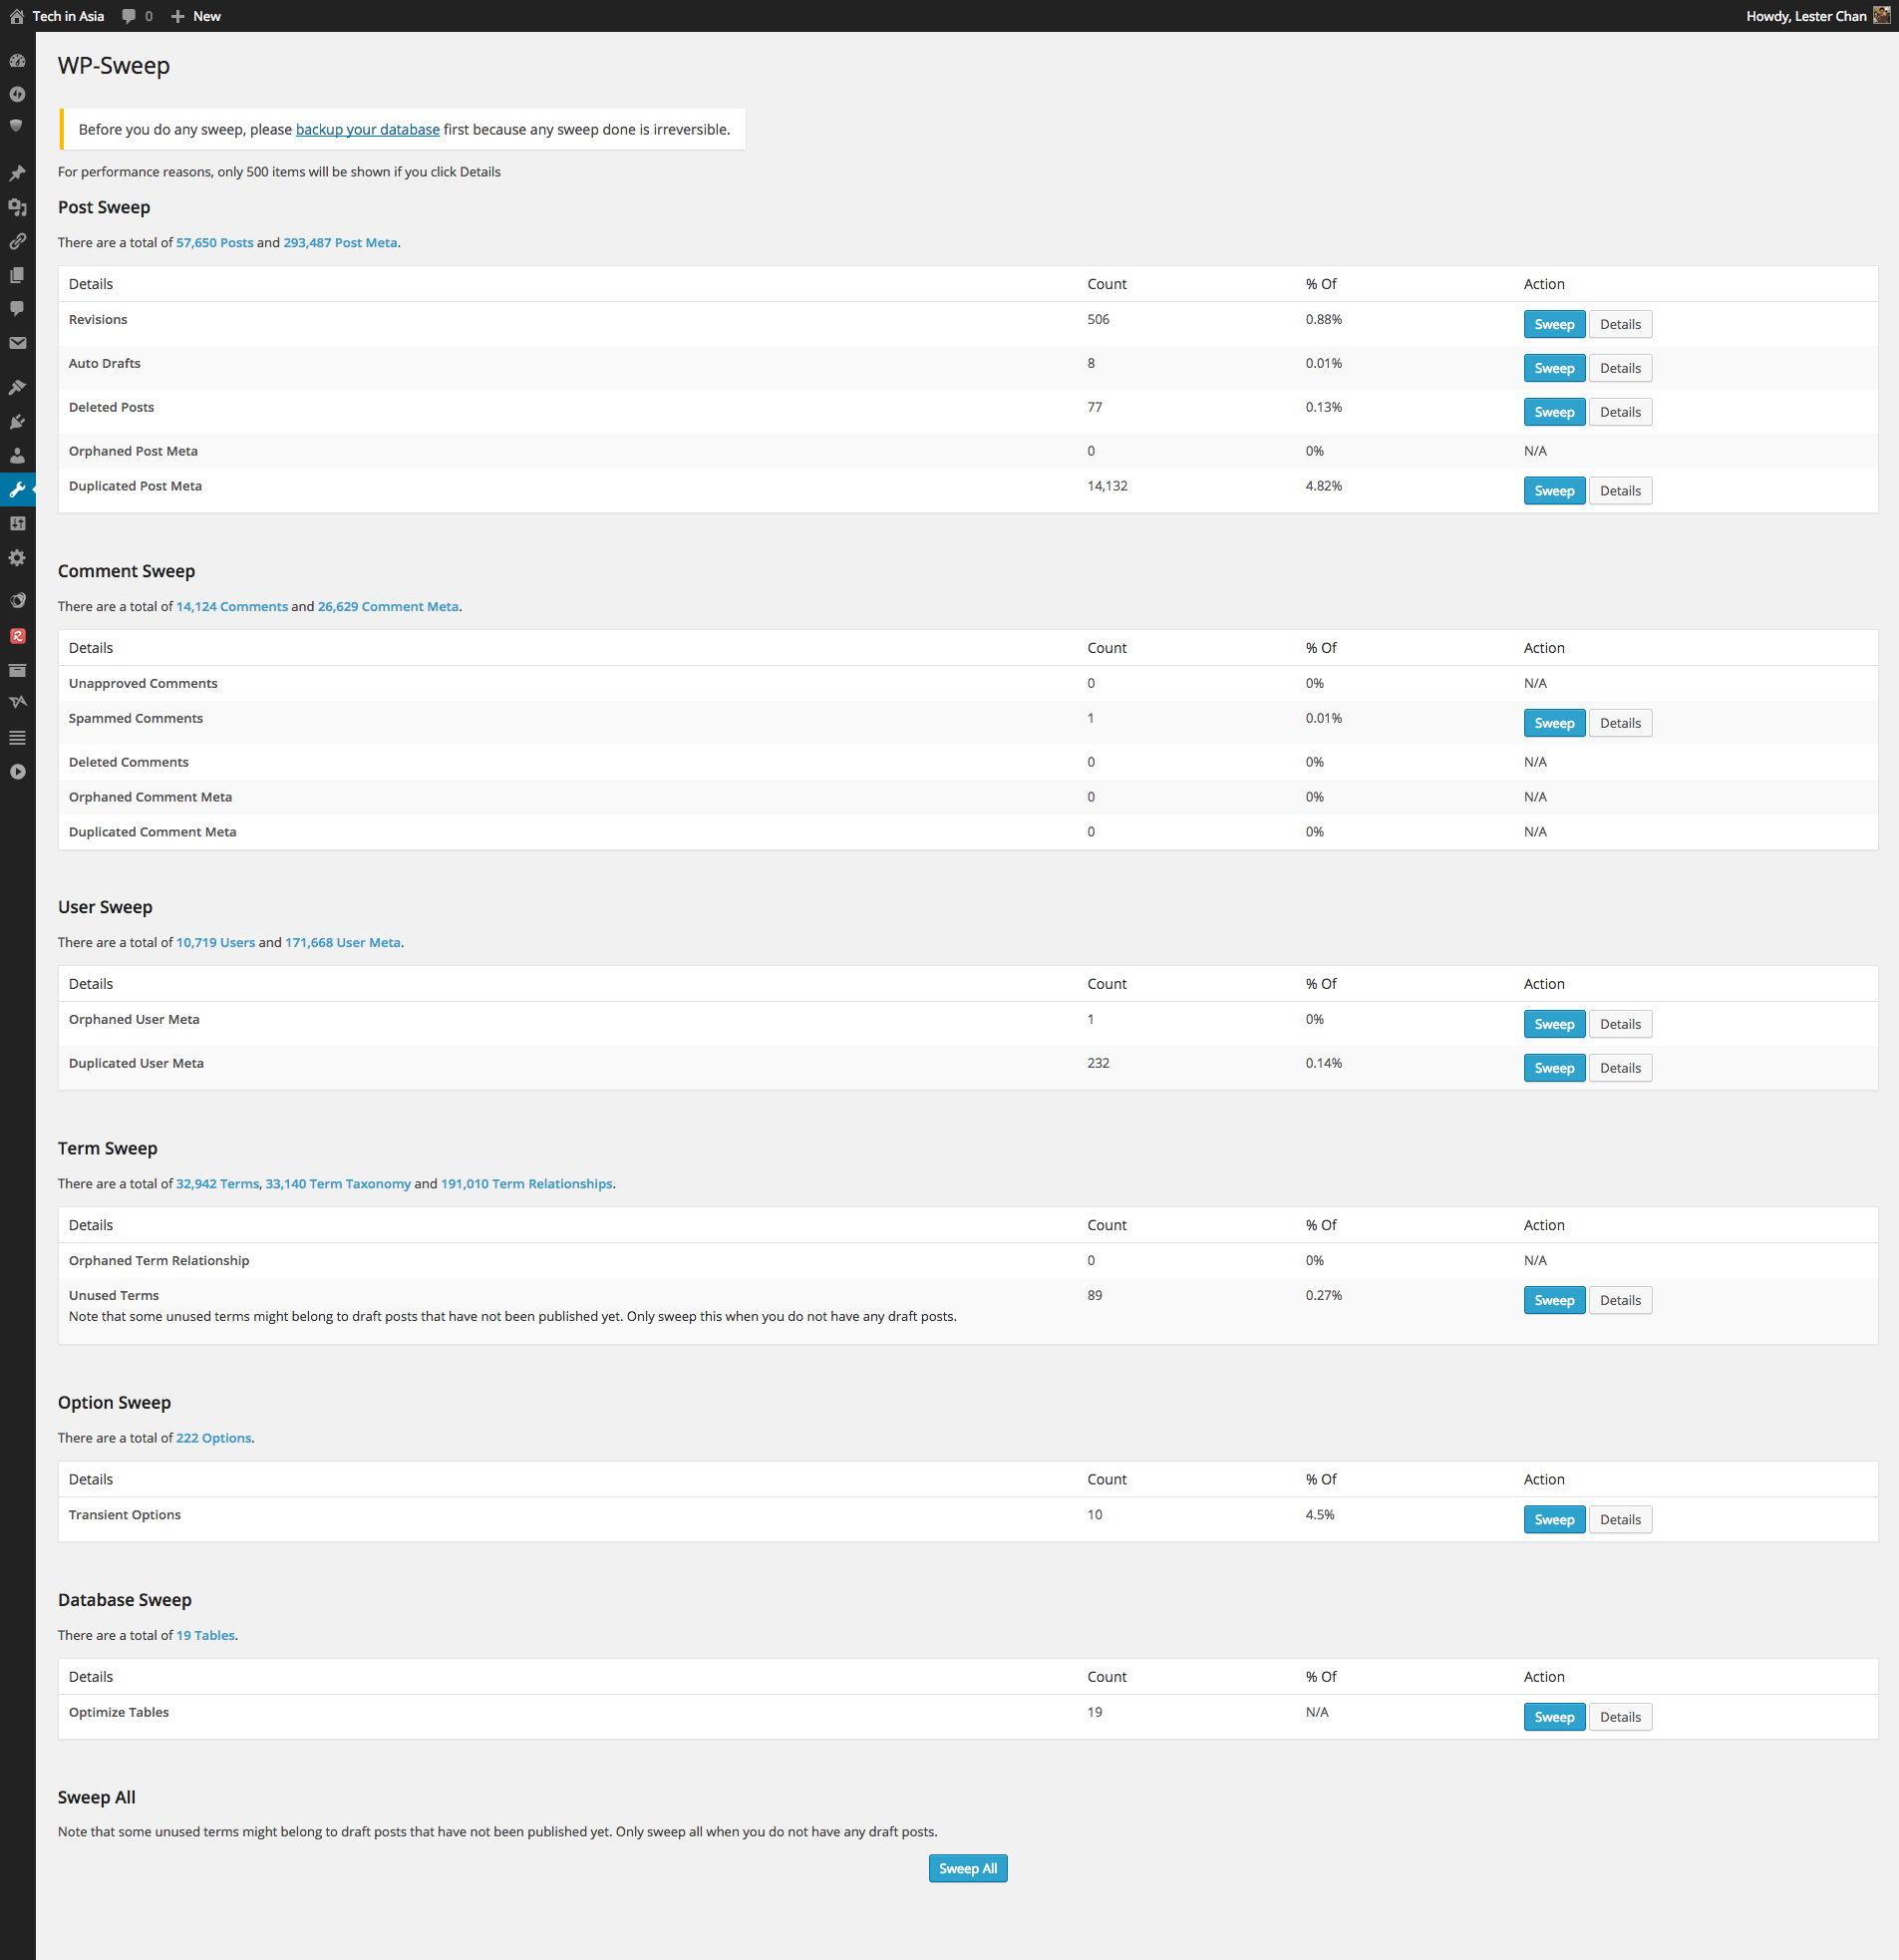 Tech in Asia 0 New Howdy, Lester Chan
WP-Sweep
Before you do any sweep, please backup your database first because any sweep done is irreversible.
For performance reasons, only 500 items will be shown if you click Details
Post Sweep
There are a total of 57,650 Posts and 293,487 Post Meta.
Details Count % Of Action
Revisions 506 0.88% Sweep Details
Auto Drafts 8 0.01% Sweep Details
Deleted Posts 77 0.13% Sweep Details
Orphaned Post Meta 0 0% N/A
Duplicated Post Meta 14,132 4.82% Sweep Details
Comment Sweep
There are a total of 14,124 Comments and 26,629 Comment Meta.
Details Count % Of Action
Unapproved Comments 0 0% N/A
Spammed Comments 1 0.01% Sweep Details
Deleted Comments 0 0% N/A
Orphaned Comment Meta 0 0% N/A
Duplicated Comment Meta 0 0% N/A
User Sweep
There are a total of 10,719 Users and 171,668 User Meta.
Details Count % Of Action
Orphaned User Meta 1 0% Sweep Details
Duplicated User Meta 232 0.14% Sweep Details
Term Sweep
There are a total of 32,942 Terms, 33,140 Term Taxonomy and 191,010 Term Relationships.
Details Count % Of Action
Orphaned Term Relationship 0 0% N/A
Unused Terms 89 0.27% Sweep Details
Note that some unused terms might belong to draft posts that have not been published yet. Only sweep this when you do not have any draft posts.
Option Sweep
There are a total of 222 Options.
Details Count % Of Action
Transient Options 10 4.5% Sweep Details
Database Sweep
There are a total of 19 Tables.
Details Count % Of Action
Optimize Tables 19 N/A Sweep Details
Sweep All
Note that some unused terms might belong to draft posts that have not been published yet. Only sweep all when you do not have any draft posts.
Sweep All